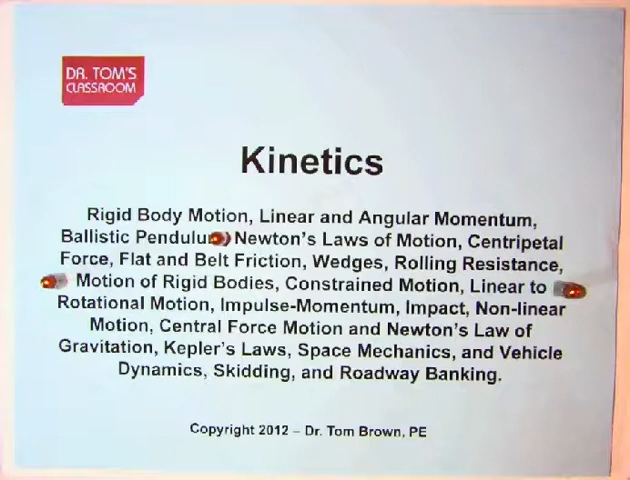 DR. TOM'S
CLASSROOM
Kinetics
Rigid Body Motion, Linear and Angular Momentum,
Ballistic Newton's Laws of Motion, Centripetal
Force, Flat and Belt Friction, Wedges, Rolling Resistance,
Motion of Rigid Bodies, Constrained Motion, Linear to
Rotational Motion, Impulse-Momentum, Impact, Non-linear
Motion, Central Force Motion and Newton's Law of
Gravitation, Kepler's Laws, Space Mechanics, and Vehicle
Dynamics, Skidding, and Roadway Banking.
Copyright 2012 – Dr. Tom Brown, PE